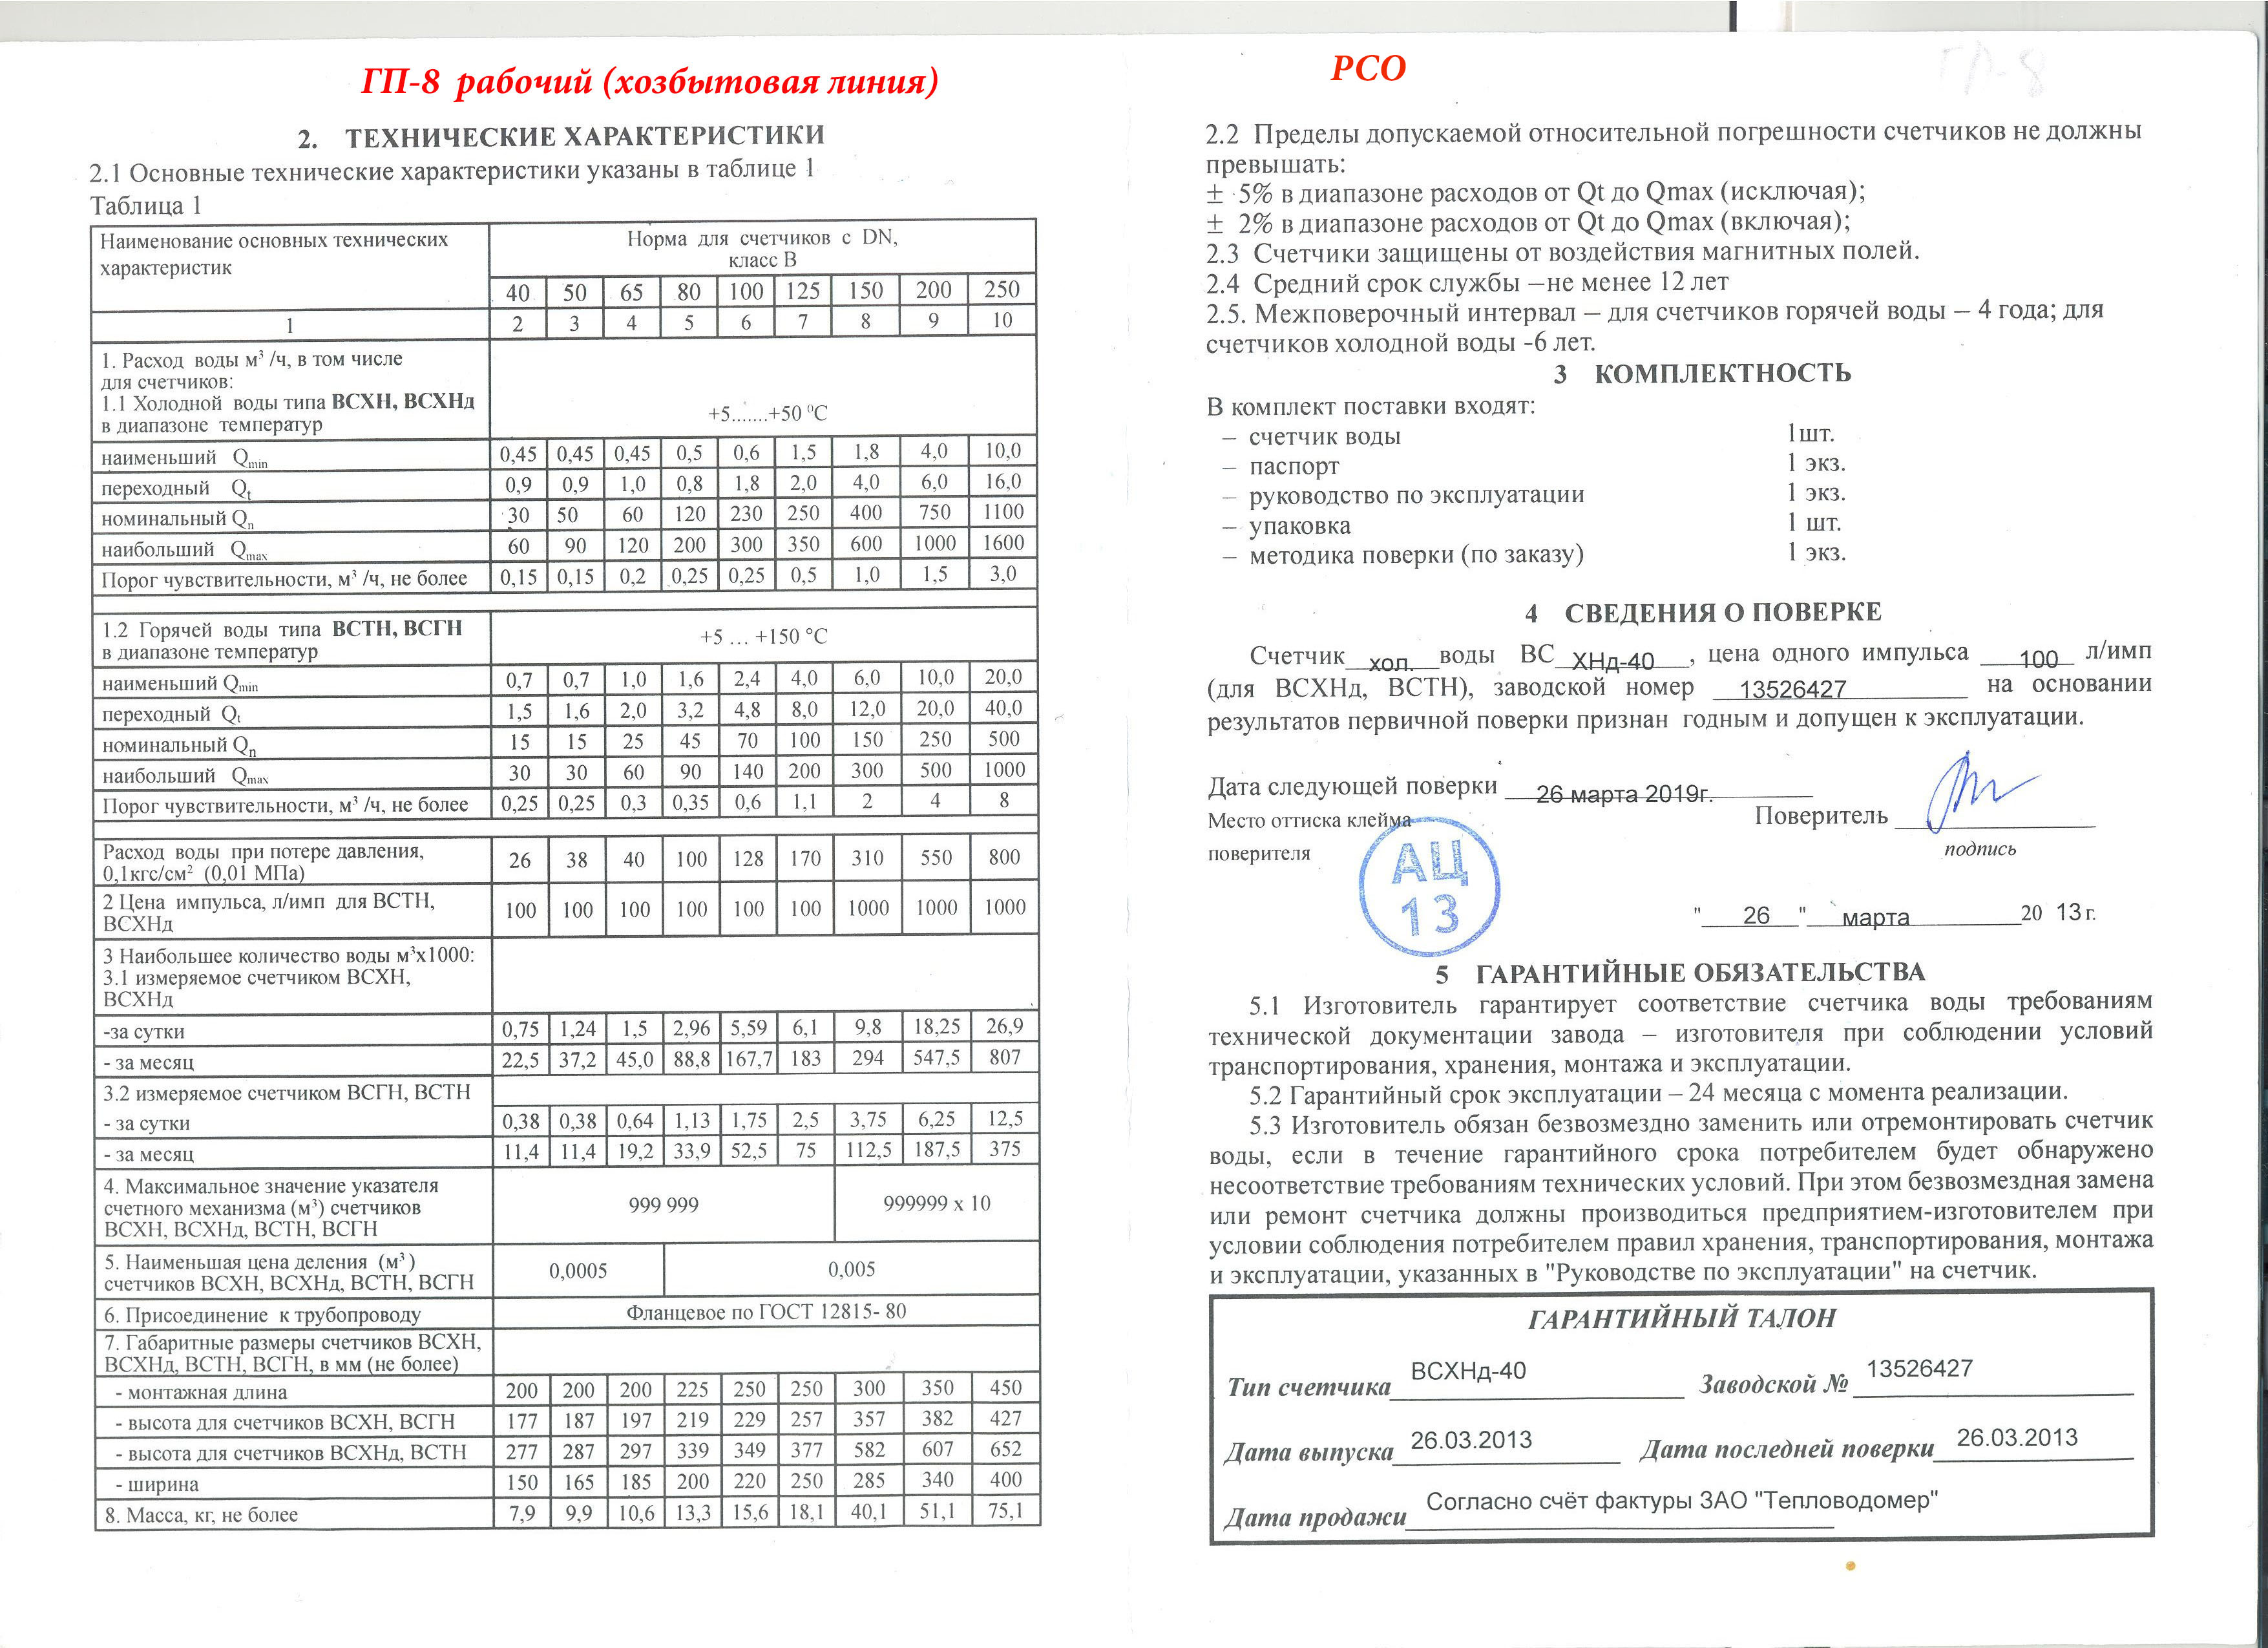 ГП-8 рабочий (хозбытовая линия)
2. ТЕХНИЧЕСКИЕ ХАРАКТЕРИСТИКИ
2.1 Основные технические характеристики указаны в таблице 1
Таблица 1
Наименование основных технических характеристик | Норма для счетчиков с DN, класс В
40 50 65 80 100 125 150 200 250
1 2 3 4 5 6 7 8 9 10
1. Расход воды м³ /ч, в том числе
для счетчиков:
1.1 Холодной воды типа ВСХН, ВСХНд
в диапазоне температур +5.......+50 ⁰С
наименьший Qmin 0,45 0,45 0,45 0,5 0,6 1,5 1,8 4,0 10,0
переходный Qt 0,9 0,9 1,0 0,8 1,8 2,0 4,0 6,0 16,0
номинальный Qn 30 50 60 120 230 250 400 750 1100
наибольший Qmax 60 90 120 200 300 350 600 1000 1600
Порог чувствительности, м³ /ч, не более 0,15 0,15 0,2 0,25 0,25 0,5 1,0 1,5 3,0
1.2 Горячей воды типа ВСТН, ВСГН
в диапазоне температур +5 ... +150 °С
наименьший Qmin 0,7 0,7 1,0 1,6 2,4 4,0 6,0 10,0 20,0
переходный Qt 1,5 1,6 2,0 3,2 4,8 8,0 12,0 20,0 40,0
номинальный Qn 15 15 25 45 70 100 150 250 500
наибольший Qmax 30 30 60 90 140 200 300 500 1000
Порог чувствительности, м³ /ч, не более 0,25 0,25 0,3 0,35 0,6 1,1 2 4 8
Расход воды при потере давления,
0,1кгс/см² (0,01 МПа) 26 38 40 100 128 170 310 550 800
2 Цена импульса, л/имп для ВСТН,
ВСХНд 100 100 100 100 100 100 1000 1000 1000
3 Наибольшее количество воды м³х1000:
3.1 измеряемое счетчиком ВСХН,
ВСХНд
-за сутки 0,75 1,24 1,5 2,96 5,59 6,1 9,8 18,25 26,9
- за месяц 22,5 37,2 45,0 88,8 167,7 183 294 547,5 807
3.2 измеряемое счетчиком ВСГН, ВСТН
- за сутки 0,38 0,38 0,64 1,13 1,75 2,5 3,75 6,25 12,5
- за месяц 11,4 11,4 19,2 33,9 52,5 75 112,5 187,5 375
4. Максимальное значение указателя
счетного механизма (м³) счетчиков
ВСХН, ВСХНд, ВСТН, ВСГН 999 999 999999 х 10
5. Наименьшая цена деления (м³ )
счетчиков ВСХН, ВСХНд, ВСТН, ВСГН 0,0005 0,005
6. Присоединение к трубопроводу Фланцевое по ГОСТ 12815- 80
7. Габаритные размеры счетчиков ВСХН,
ВСХНд, ВСТН, ВСГН, в мм (не более)
- монтажная длина 200 200 200 225 250 250 300 350 450
- высота для счетчиков ВСХН, ВСГН 177 187 197 219 229 257 357 382 427
- высота для счетчиков ВСХНд, ВСТН 277 287 297 339 349 377 582 607 652
- ширина 150 165 185 200 220 250 285 340 400
8. Масса, кг, не более 7,9 9,9 10,6 13,3 15,6 18,1 40,1 51,1 75,1
РСО
ГП-8
2.2 Пределы допускаемой относительной погрешности счетчиков не должны
превышать:
± 5% в диапазоне расходов от Qt до Qmax (исключая);
± 2% в диапазоне расходов от Qt до Qmax (включая);
2.3 Счетчики защищены от воздействия магнитных полей.
2.4 Средний срок службы –не менее 12 лет
2.5. Межповерочный интервал – для счетчиков горячей воды – 4 года; для
счетчиков холодной воды -6 лет.
3 КОМПЛЕКТНОСТЬ
В комплект поставки входят:
– счетчик воды 1шт.
– паспорт 1 экз.
– руководство по эксплуатации 1 экз.
– упаковка 1 шт.
– методика поверки (по заказу) 1 экз.
4 СВЕДЕНИЯ О ПОВЕРКЕ
Счетчик хол. воды ВС ХНд-40, цена одного импульса 100 л/имп
(для ВСХНд, ВСТН), заводской номер 13526427 на основании
результатов первичной поверки признан годным и допущен к эксплуатации.
Дата следующей поверки 26 марта 2019г.
Место оттиска клейма Поверитель
поверителя подпись
АЦ
13
" 26 " марта 20 13 г.
5 ГАРАНТИЙНЫЕ ОБЯЗАТЕЛЬСТВА
5.1 Изготовитель гарантирует соответствие счетчика воды требованиям
технической документации завода – изготовителя при соблюдении условий
транспортирования, хранения, монтажа и эксплуатации.
5.2 Гарантийный срок эксплуатации – 24 месяца с момента реализации.
5.3 Изготовитель обязан безвозмездно заменить или отремонтировать счетчик
воды, если в течение гарантийного срока потребителем будет обнаружено
несоответствие требованиям технических условий. При этом безвозмездная замена
или ремонт счетчика должны производиться предприятием-изготовителем при
условии соблюдения потребителем правил хранения, транспортирования, монтажа
и эксплуатации, указанных в "Руководстве по эксплуатации" на счетчик.
ГАРАНТИЙНЫЙ ТАЛОН
Тип счетчика ВСХНд-40 Заводской № 13526427
Дата выпуска 26.03.2013 Дата последней поверки 26.03.2013
Дата продажи Согласно счёт фактуры ЗАО "Тепловодомер"